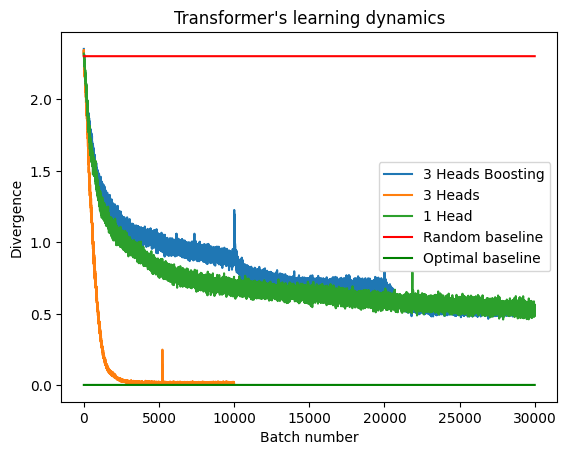 Transformer's learning dynamics
Divergence
2.0
1.5
1.0
0.5
0.0
3 Heads Boosting
3 Heads
1 Head
Random baseline
Optimal baseline
0
5000
10000
15000
20000
25000
30000
Batch number